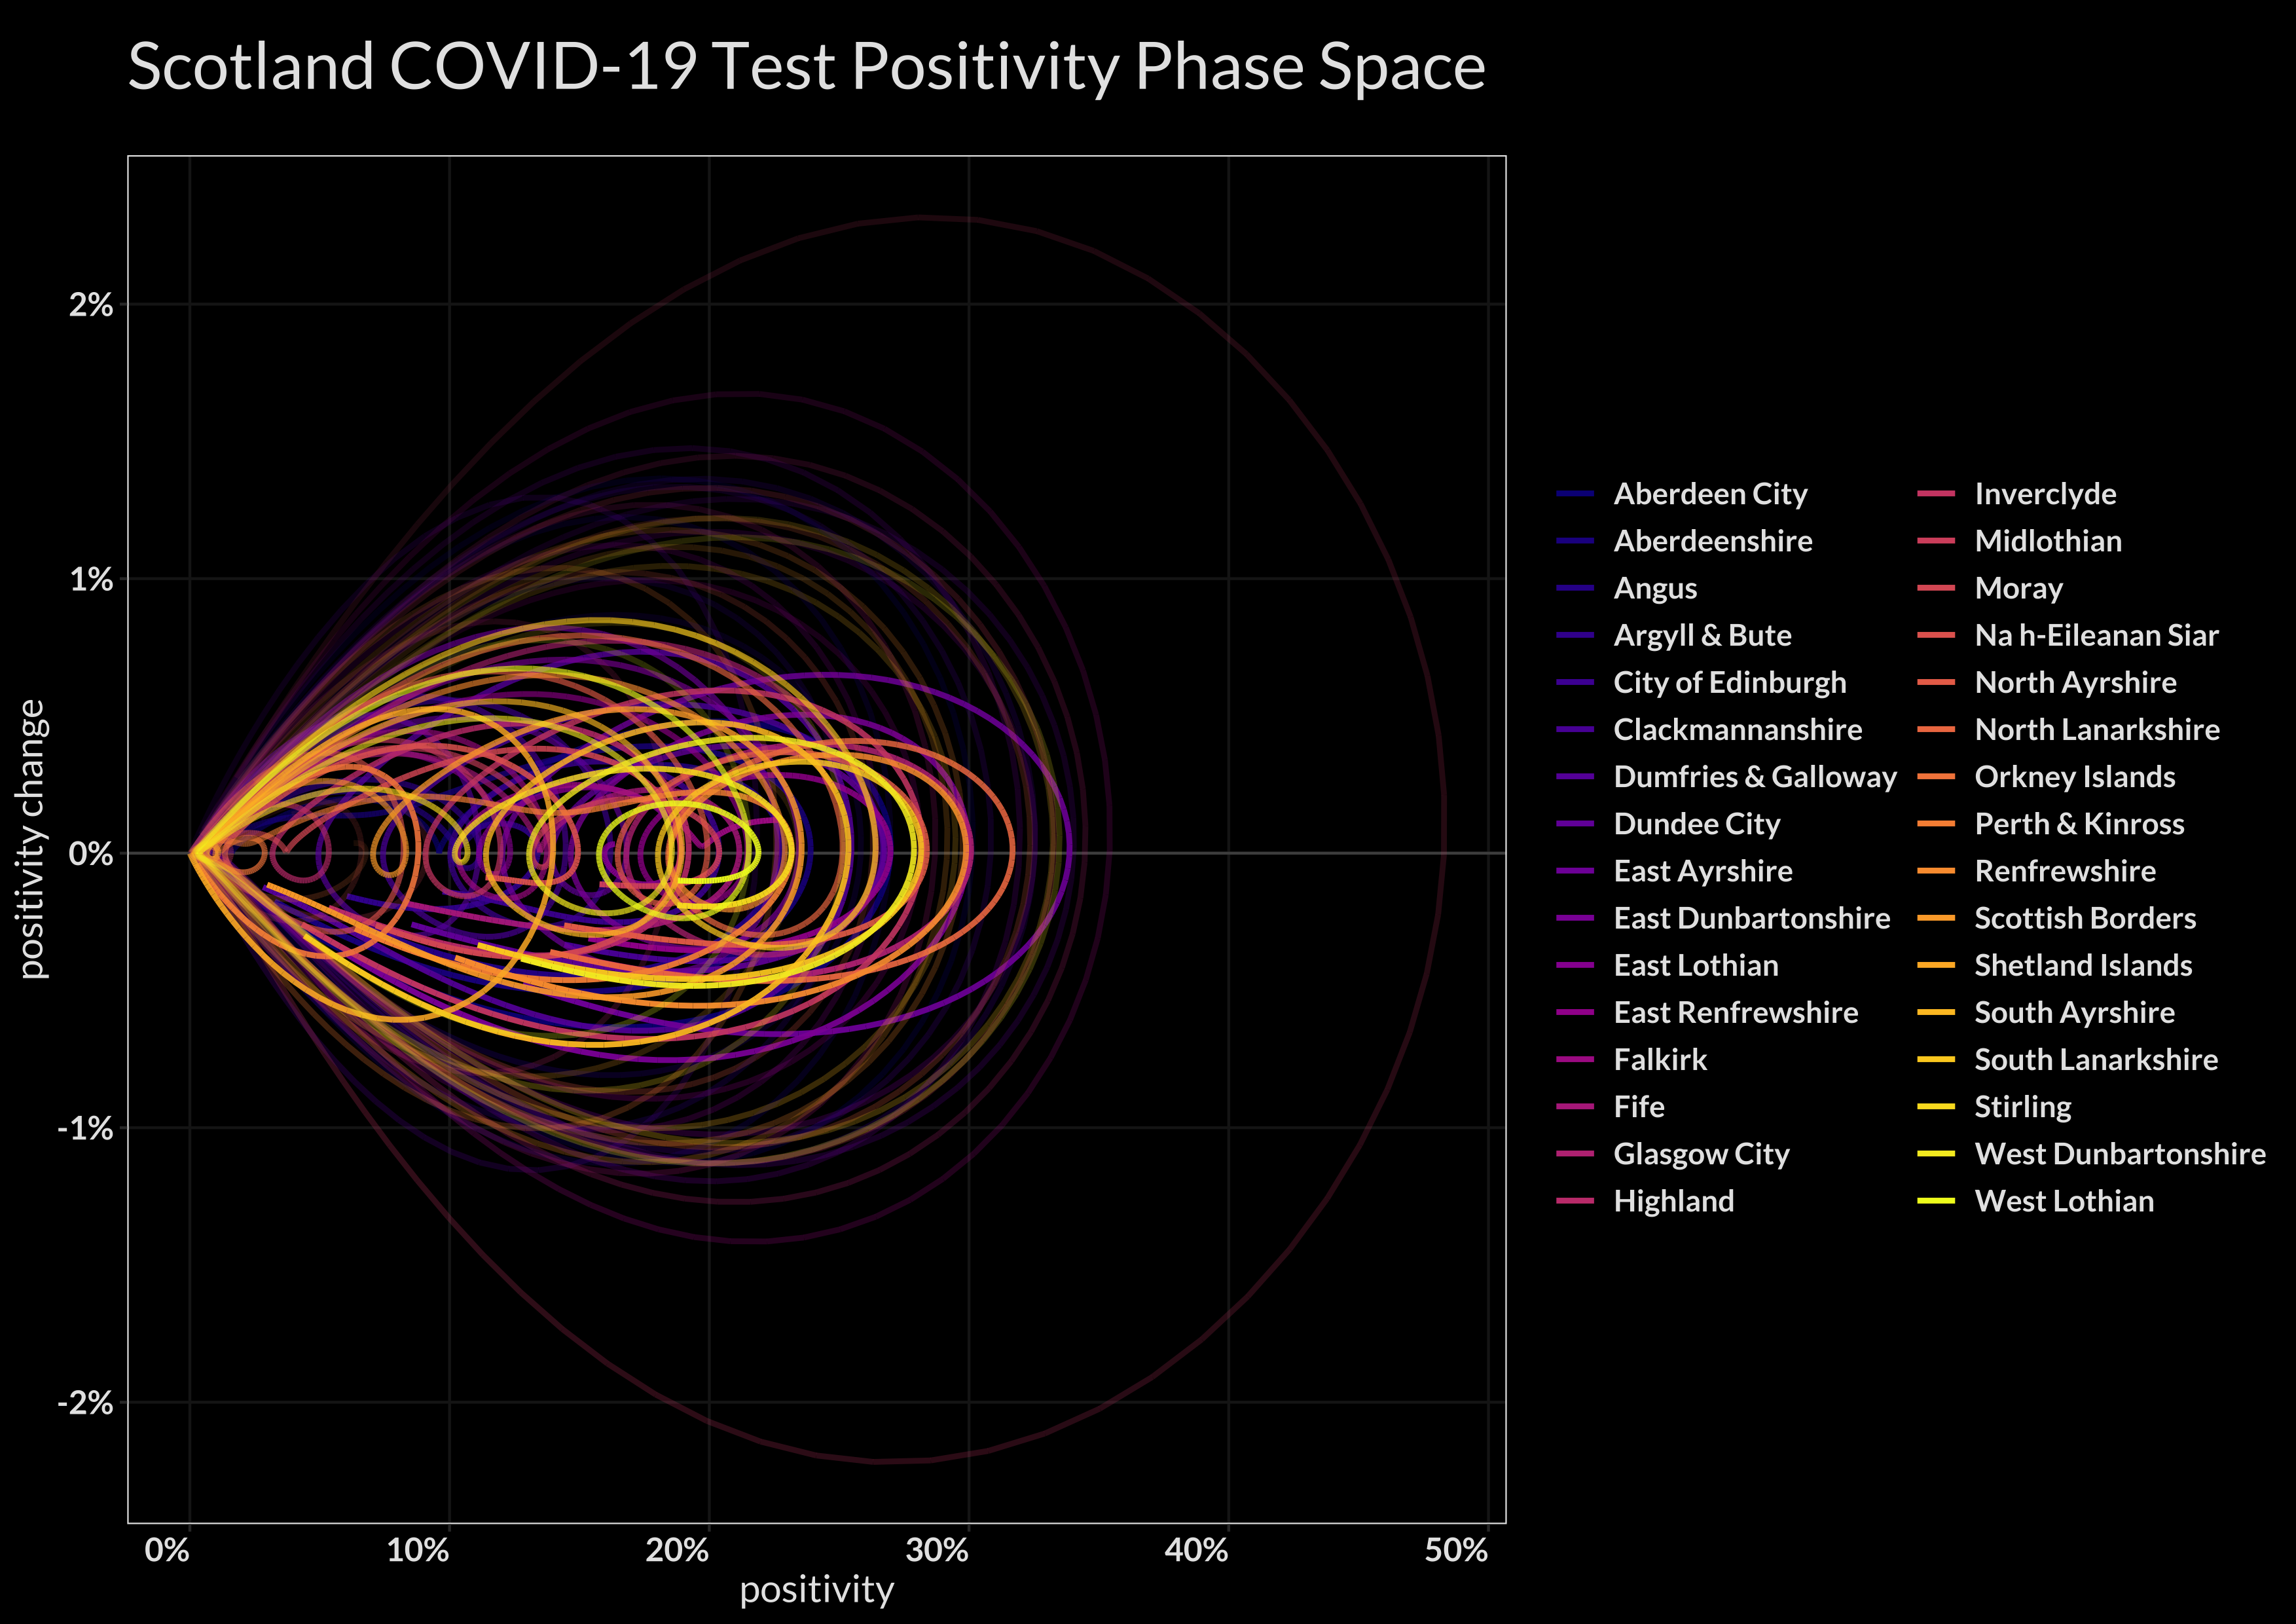 Scotland COVID-19 Test Positivity Phase Space
positivity change
2%
1%
0%
-1%
-2%
0%
10%
20%
30%
40%
50%
positivity
Aberdeen City
Aberdeenshire
Angus
Argyll & Bute
City of Edinburgh
Clackmannanshire
Dumfries & Galloway
Dundee City
East Ayrshire
East Dunbartonshire
East Lothian
East Renfrewshire
Falkirk
Fife
Glasgow City
Highland
Inverclyde
Midlothian
Moray
Na h-Eileanan Siar
North Ayrshire
North Lanarkshire
Orkney Islands
Perth & Kinross
Renfrewshire
Scottish Borders
Shetland Islands
South Ayrshire
South Lanarkshire
Stirling
West Dunbartonshire
West Lothian